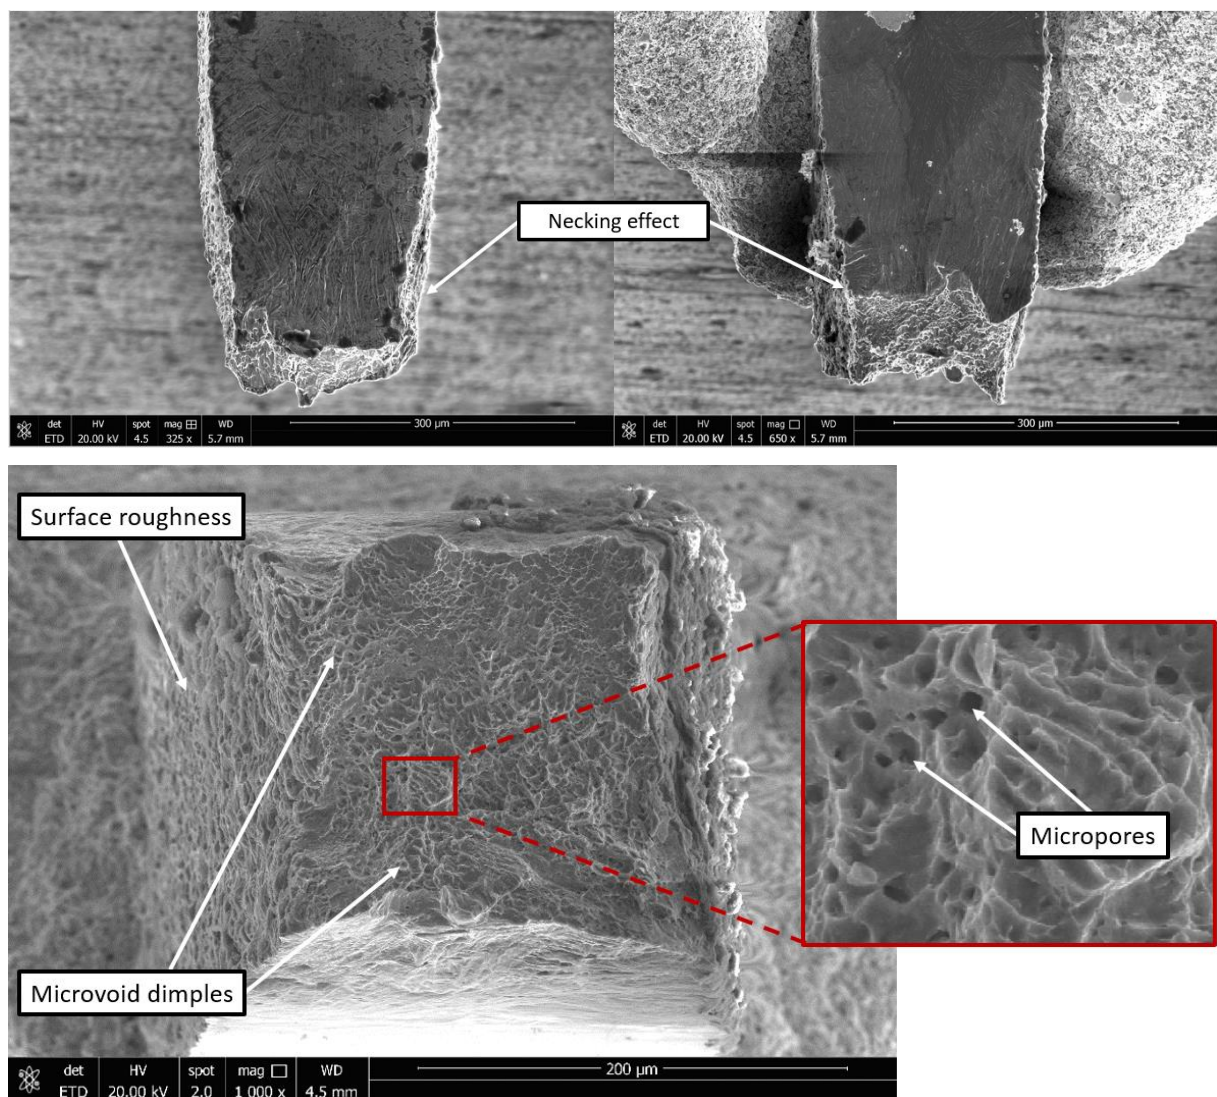 Necking effect
det HV spot mag WD 300 µm
ETD 20.00 kV 4.5 325 x 5.7 mm
det HV spot mag WD 300 µm
ETD 20.00 kV 4.5 650 x 5.7 mm
Surface roughness
Micropores
Microvoid dimples
det HV spot mag WD 200 µm
ETD 20.00 kV 2.0 1 000 x 4.5 mm